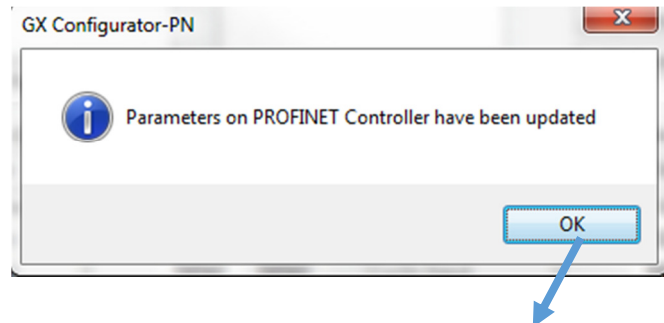 GX Configurator-PN
Parameters on PROFINET Controller have been updated
OK